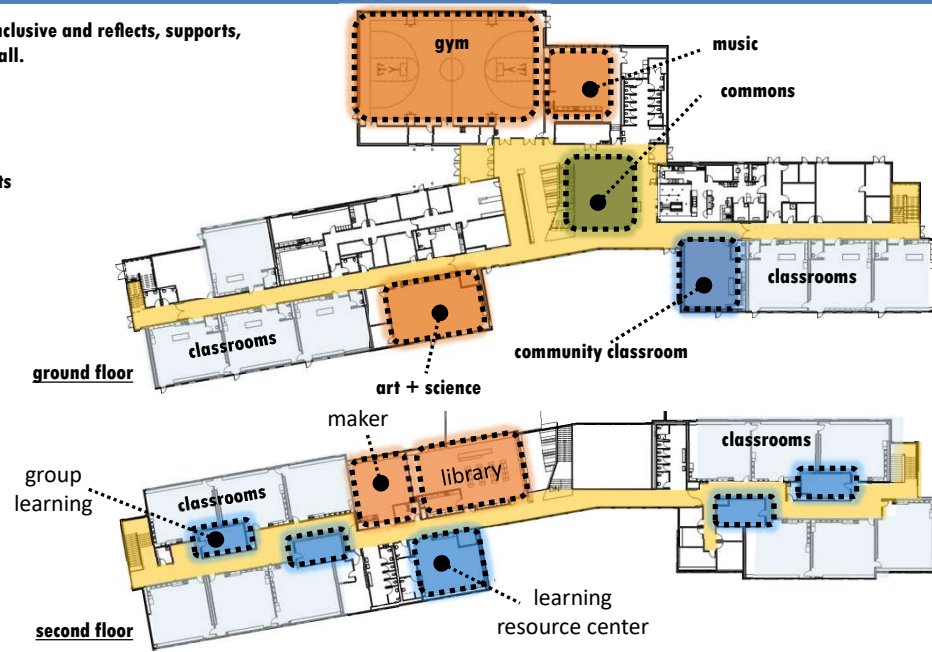 nclusive and reflects, supports,
all.
ts
gym
music
commons
classrooms
classrooms
community classroom
ground floor
art + science
maker
classrooms
library
group
learning
classrooms
learning
resource center
second floor